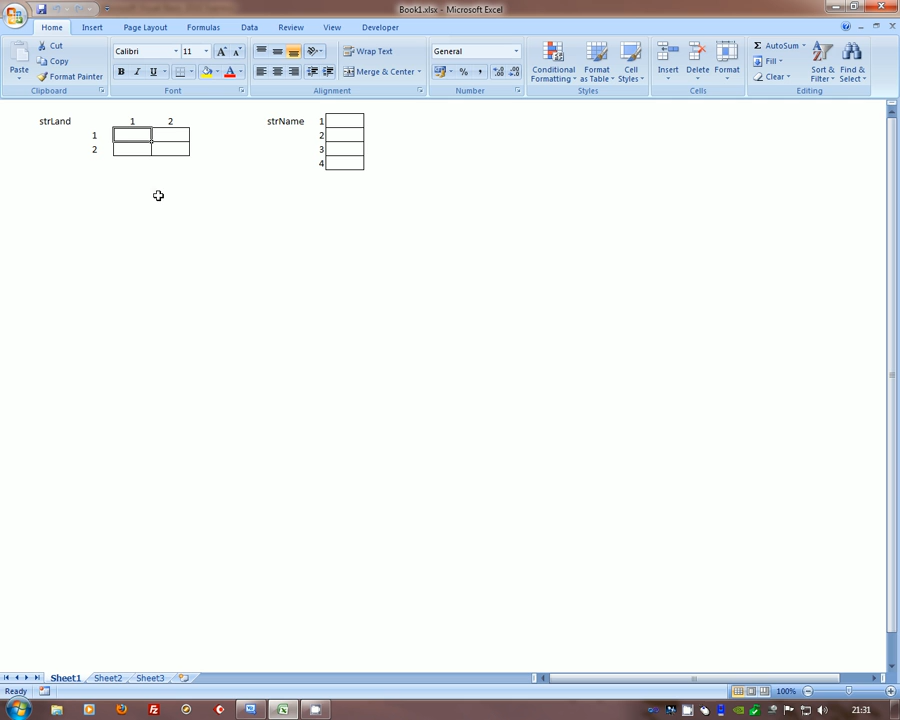 Book1.xlsx - Microsoft Excel
Home Insert Page Layout Formulas Data Review View Developer
Paste
Cut
Copy
Format Painter
Clipboard
Calibri 11
B I U A
Font
Wrap Text
Merge & Center
Alignment
General
% ,
Number
Conditional Formatting
Format as Table
Cell Styles
Styles
Insert Delete Format
Cells
Σ AutoSum
Fill
Clear
Sort & Filter
Find & Select
Editing
strLand 1 2
1
2
strName 1
2
3
4
Sheet1 Sheet2 Sheet3
Ready 100%
21:31